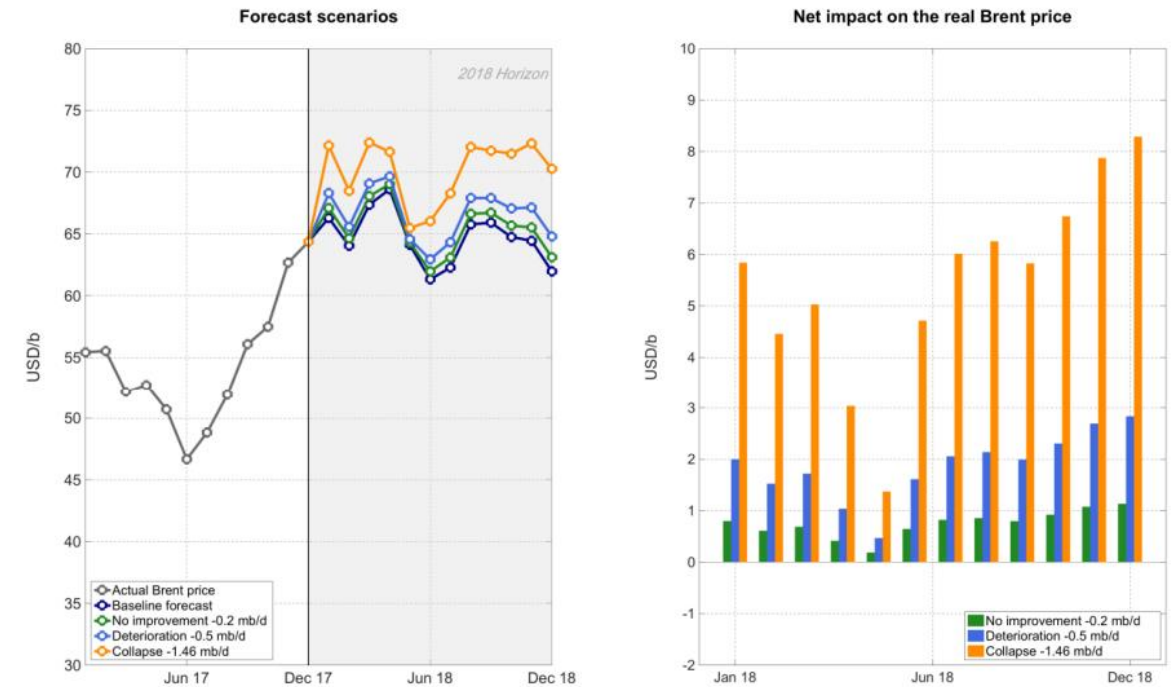 Forecast scenarios
80
75
70
65
60
55
50
45
40
35
30
USD/b
2018 Horizon
Actual Brent price
Baseline forecast
No improvement -0.2 mb/d
Deterioration -0.5 mb/d
Collapse -1.46 mb/d
Jun 17
Dec 17
Jun 18
Dec 18
Net impact on the real Brent price
10
9
8
7
6
5
4
3
2
1
0
-1
-2
USD/b
No improvement -0.2 mb/d
Deterioration -0.5 mb/d
Collapse -1.46 mb/d
Jan 18
Jun 18
Dec 18